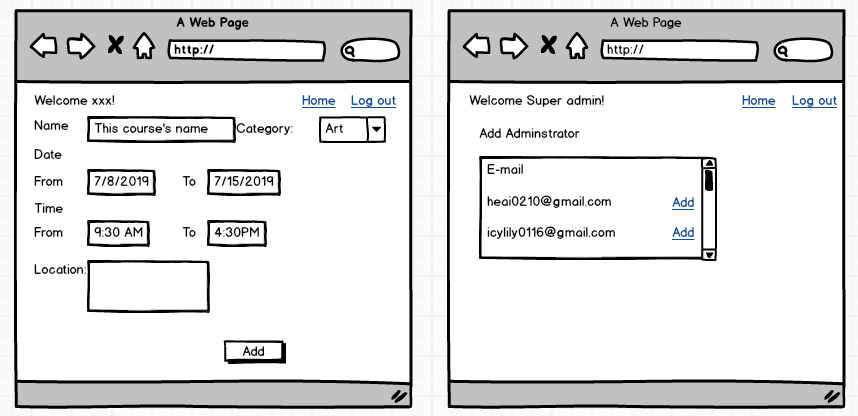 A Web Page
http://
Welcome xxx! Home Log out
Name This course's name Category: Art
Date
From 7/8/2019 To 7/15/2019
Time
From 9:30 AM To 4:30PM
Location:
Add
A Web Page
http://
Welcome Super admin! Home Log out
Add Adminstrator
E-mail
heai0210@gmail.com Add
icylily0116@gmail.com Add